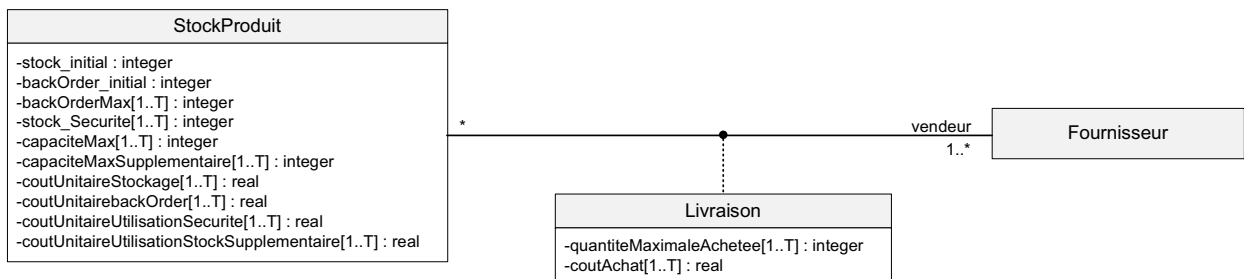 StockProduit
-stock_initial : integer
-backOrder_initial : integer
-backOrderMax[1..T] : integer
-stock_Securite[1..T] : integer
-capaciteMax[1..T] : integer
-capaciteMaxSupplementaire[1..T] : integer
-coutUnitaireStockage[1..T] : real
-coutUnitairebackOrder[1..T] : real
-coutUnitaireUtilisationSecurite[1..T] : real
-coutUnitaireUtilisationStockSupplementaire[1..T] : real
*
vendeur
1..*
Fournisseur
Livraison
-quantiteMaximaleAchetee[1..T] : integer
-coutAchat[1..T] : real